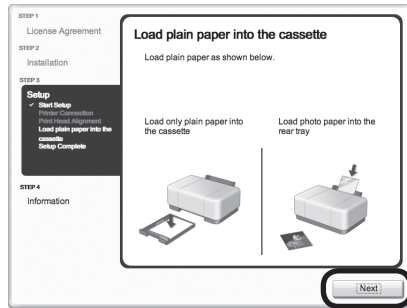 STEP 1
License Agreement
STEP 2
Installation
STEP 3
Setup
✓ Start Setup
Printer Connection
Print Head Alignment
Load plain paper into the
cassette
Setup Complete
STEP 4
Information
Load plain paper into the cassette
Load plain paper as shown below.
Load only plain paper into
the cassette
Load photo paper into the
rear tray
Next